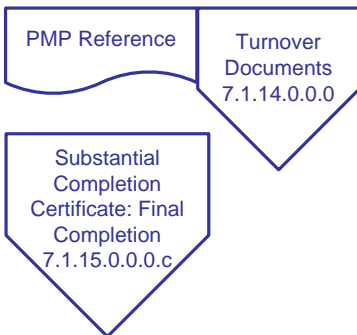 PMP Reference
Turnover
Documents
7.1.14.0.0.0
Substantial
Completion
Certificate: Final
Completion
7.1.15.0.0.0.c